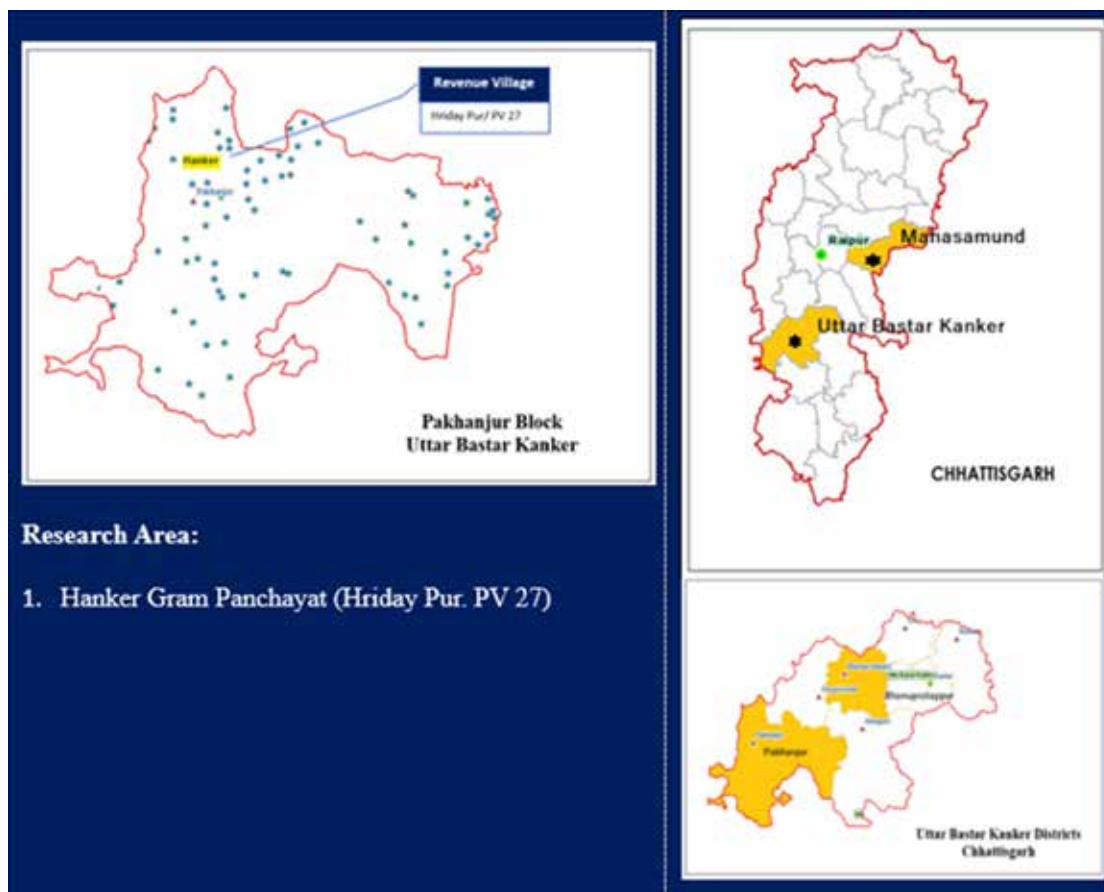 Revenue Village
Hriday Pur/ PV 27
Hanker
Pakhanjur Block
Uttar Bastar Kanker
Research Area:
1. Hanker Gram Panchayat (Hriday Pur. PV 27)
Raipur
Mahasamund
Uttar Bastar Kanker
CHHATTISGARH
Bhanupratappur
Pakhanjur
Uttar Bastar Kanker Districts
Chhattisgarh